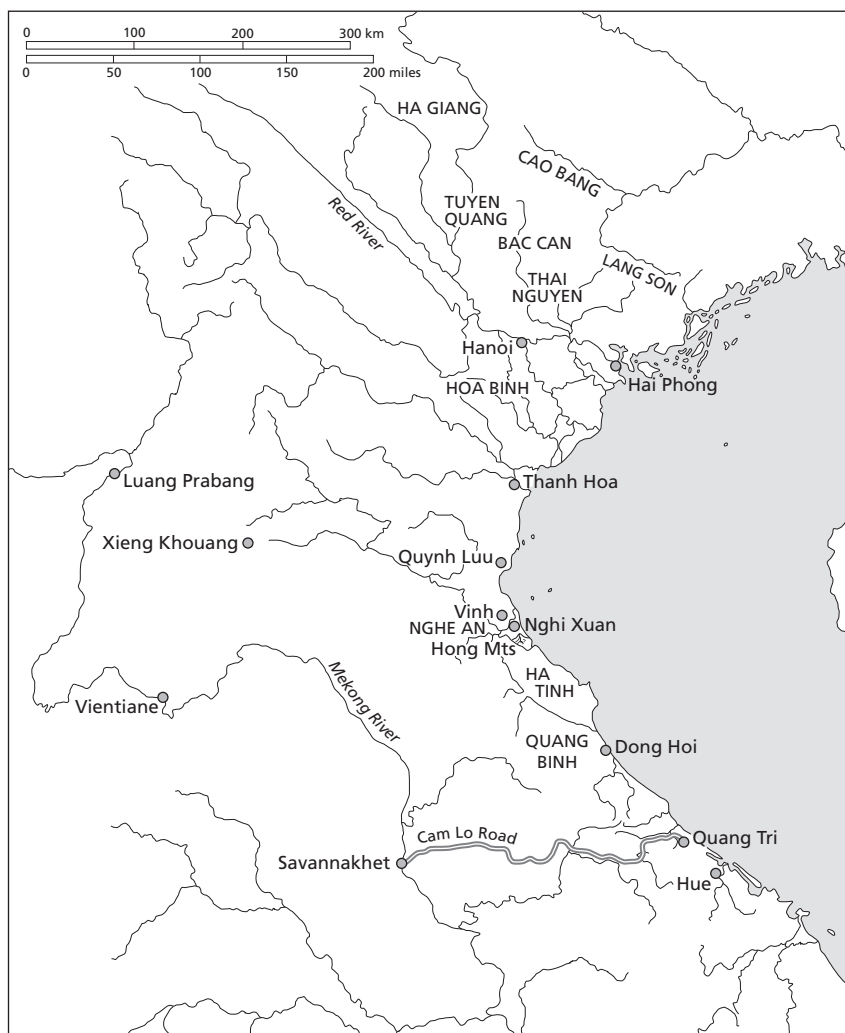 0 100 200 300 km
0 50 100 150 200 miles
HA GIANG
CAO BANG
Red River
TUYEN
QUANG
BAC CAN
LANG SON
THAI
NGUYEN
Hanoi
HOA BINH
Hai Phong
Luang Prabang
Thanh Hoa
Xieng Khouang
Quynh Luu
Vinh
NGHE AN
Nghi Xuan
Hong Mts
Mekong River
HA
TINH
Vientiane
QUANG
BINH
Dong Hoi
Cam Lo Road
Quang Tri
Savannakhet
Hue